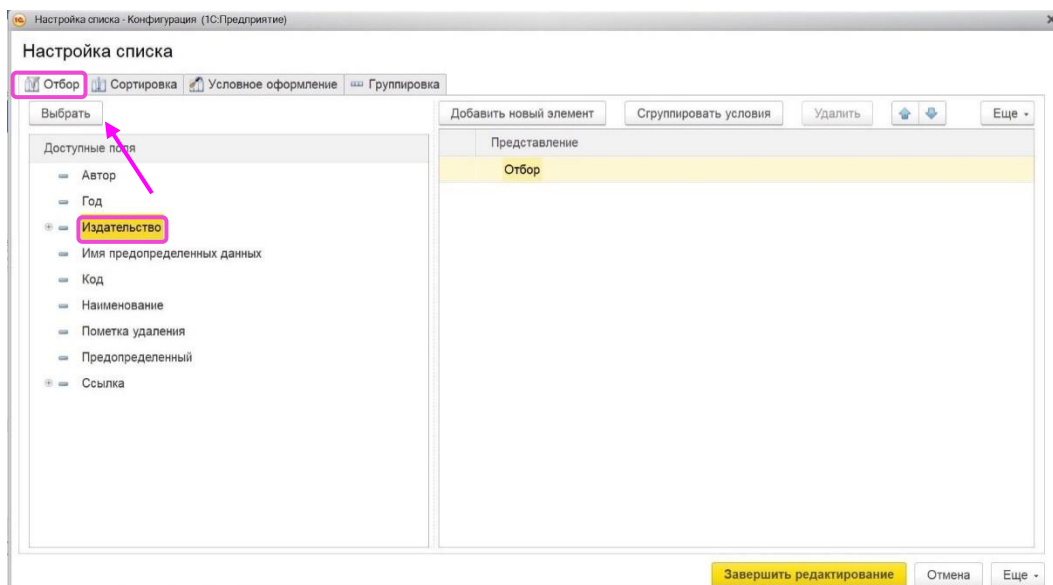 Настройка списка - Конфигурация (1С:Предприятие)
Настройка списка
Отбор Сортировка Условное оформление Группировка
Выбрать Добавить новый элемент Сгруппировать условия Удалить Еще
Доступные поля Представление
Автор Отбор
Год
Издательство
Имя предопределенных данных
Код
Наименование
Пометка удаления
Предопределенный
Ссылка
Завершить редактирование Отмена Еще